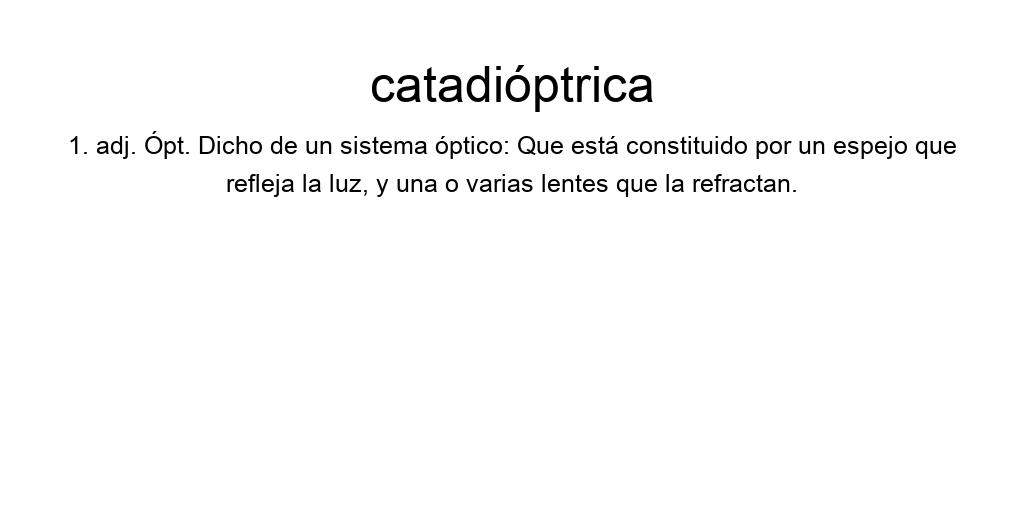 catadióptrica
1. adj. Ópt. Dicho de un sistema óptico: Que está constituido por un espejo que
refleja la luz, y una o varias lentes que la refractan.